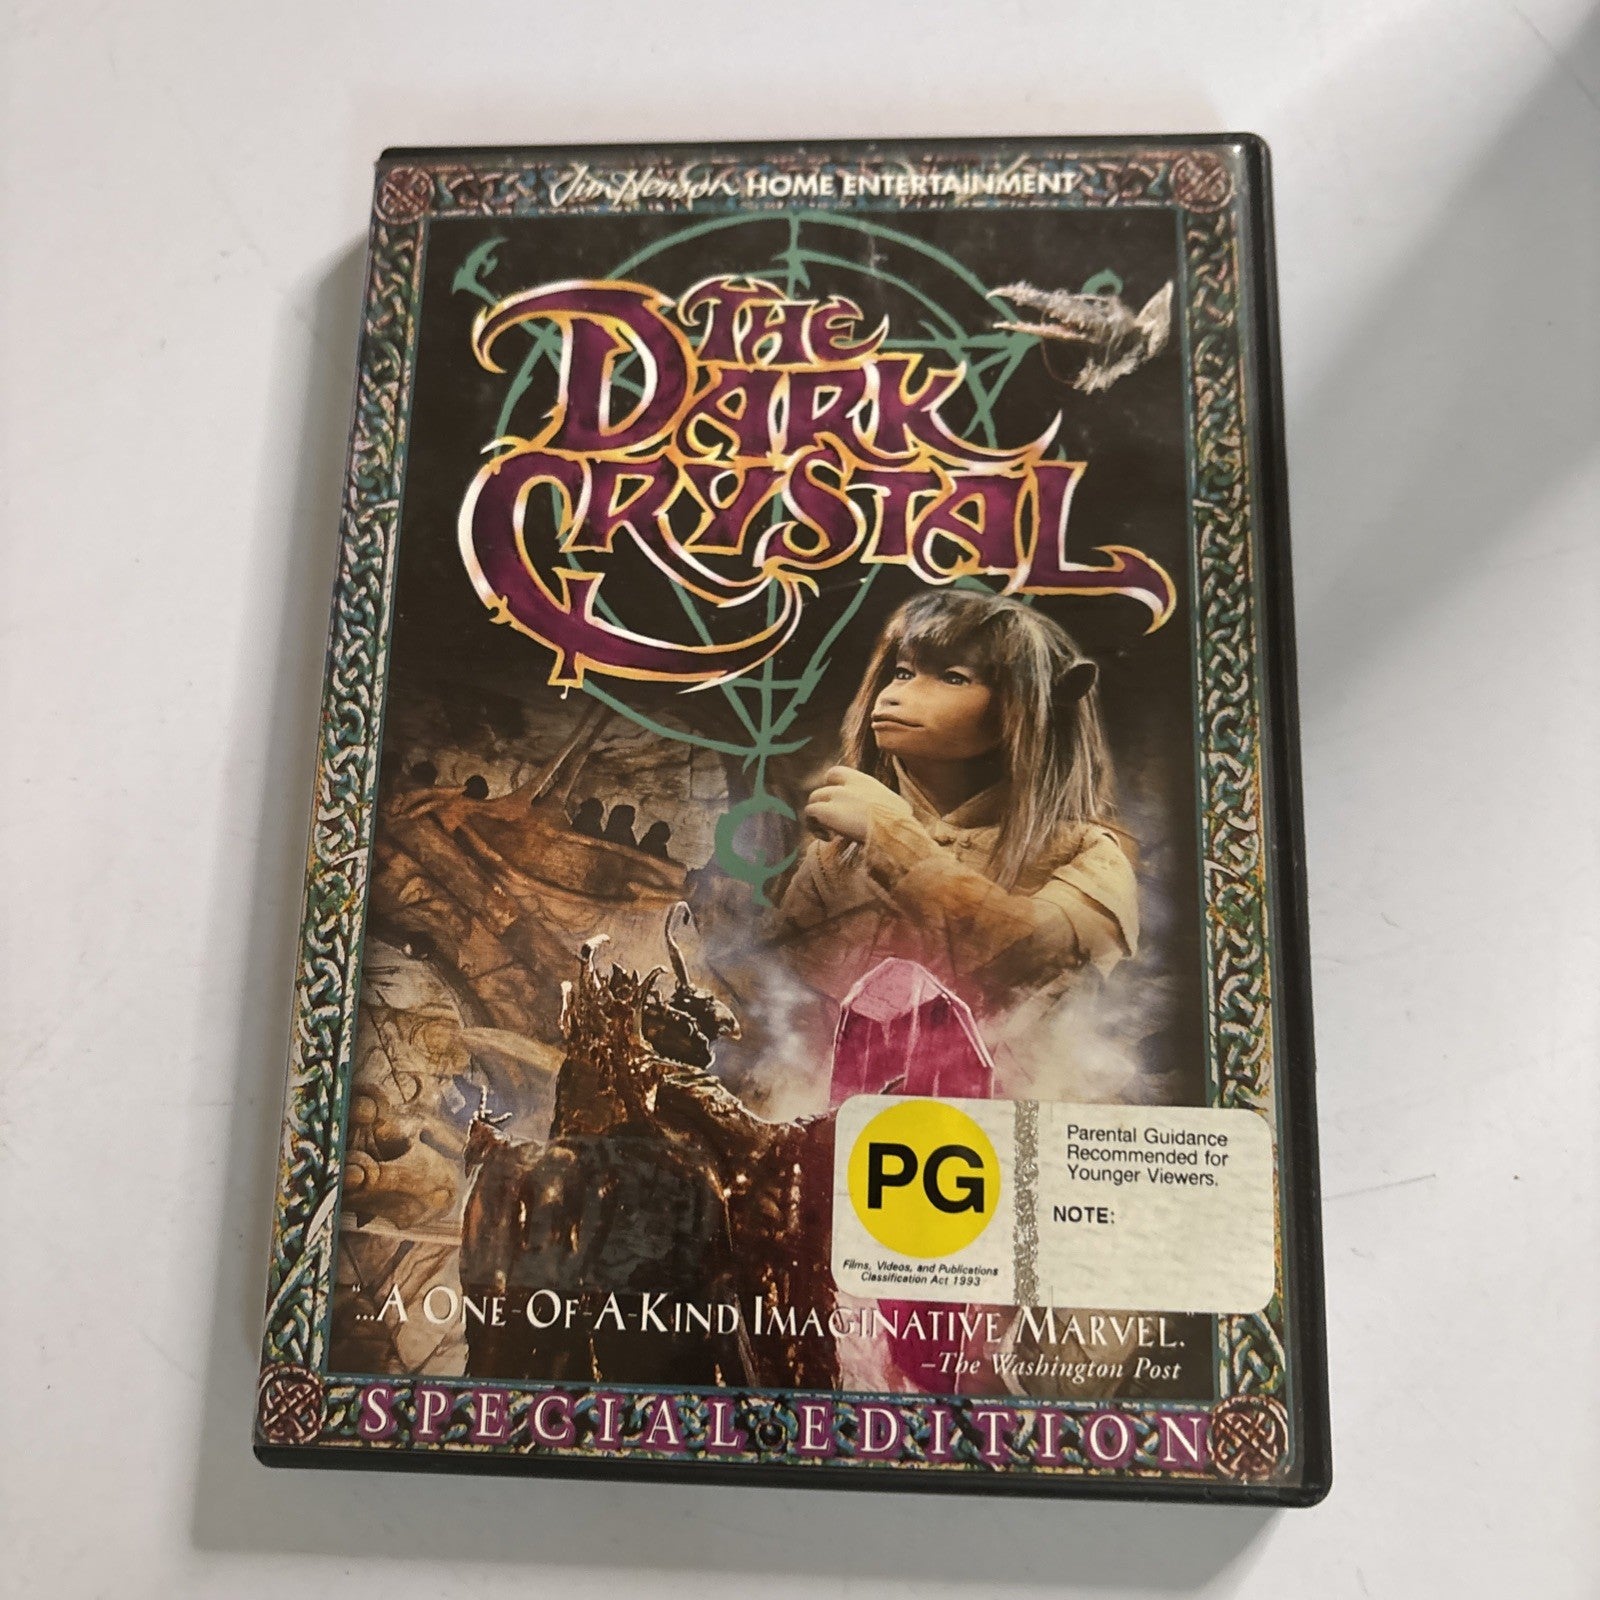 Jim Henson HOME ENTERTAINMENT
THE
DARK
CRYSTAL
PG
Films, Videos, and Publications
Classification Act 1993
Parental Guidance
Recommended for
Younger Viewers.
NOTE:
"...A ONE-OF-A-KIND IMAGINATIVE MARVEL."
–The Washington Post
SPECIAL EDITION